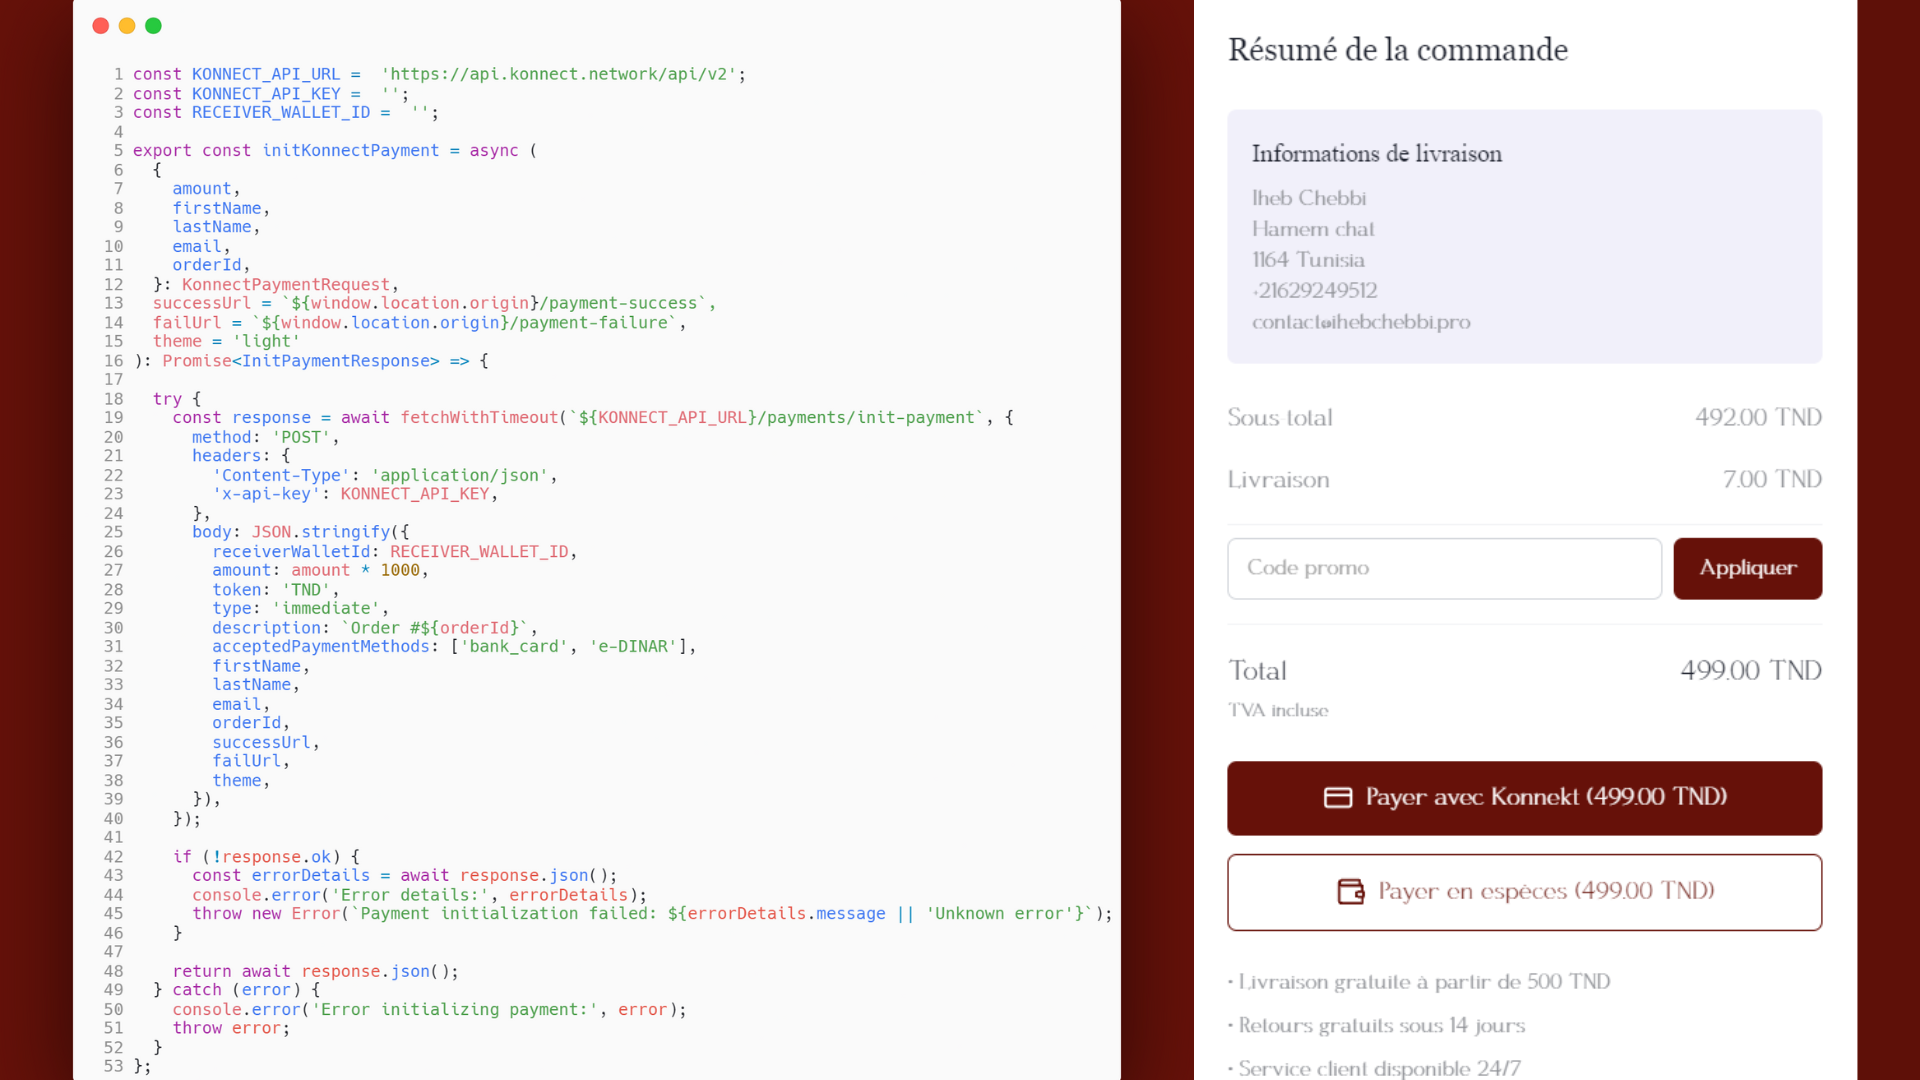 1 const KONNECT_API_URL =  'https://api.konnect.network/api/v2';
2 const KONNECT_API_KEY =  '';
3 const RECEIVER_WALLET_ID =  '';
4
5 export const initKonnectPayment = async (
6   {
7     amount,
8     firstName,
9     lastName,
10     email,
11     orderId,
12   }: KonnectPaymentRequest,
13   successUrl = `${window.location.origin}/payment-success`,
14   failUrl = `${window.location.origin}/payment-failure`,
15   theme = 'light'
16 ): Promise<InitPaymentResponse> => {
17
18   try {
19     const response = await fetchWithTimeout(`${KONNECT_API_URL}/payments/init-payment`, {
20       method: 'POST',
21       headers: {
22         'Content-Type': 'application/json',
23         'x-api-key': KONNECT_API_KEY,
24       },
25       body: JSON.stringify({
26         receiverWalletId: RECEIVER_WALLET_ID,
27         amount: amount * 1000,
28         token: 'TND',
29         type: 'immediate',
30         description: `Order #${orderId}`,
31         acceptedPaymentMethods: ['bank_card', 'e-DINAR'],
32         firstName,
33         lastName,
34         email,
35         orderId,
36         successUrl,
37         failUrl,
38         theme,
39       }),
40     });
41
42     if (!response.ok) {
43       const errorDetails = await response.json();
44       console.error('Error details:', errorDetails);
45       throw new Error(`Payment initialization failed: ${errorDetails.message || 'Unknown error'}`);
46     }
47
48     return await response.json();
49   } catch (error) {
50     console.error('Error initializing payment:', error);
51     throw error;
52   }
53 };
Résumé de la commande
Informations de livraison
Iheb Chebbi
Hamem chat
1164 Tunisia
+21629249512
contact@ihebchebbi.pro
Sous-total 492.00 TND
Livraison 7.00 TND
Code promo Appliquer
Total 499.00 TND
TVA incluse
Payer avec Konnekt (499.00 TND)
Payer en espèces (499.00 TND)
• Livraison gratuite à partir de 500 TND
• Retours gratuits sous 14 jours
• Service client disponible 24/7